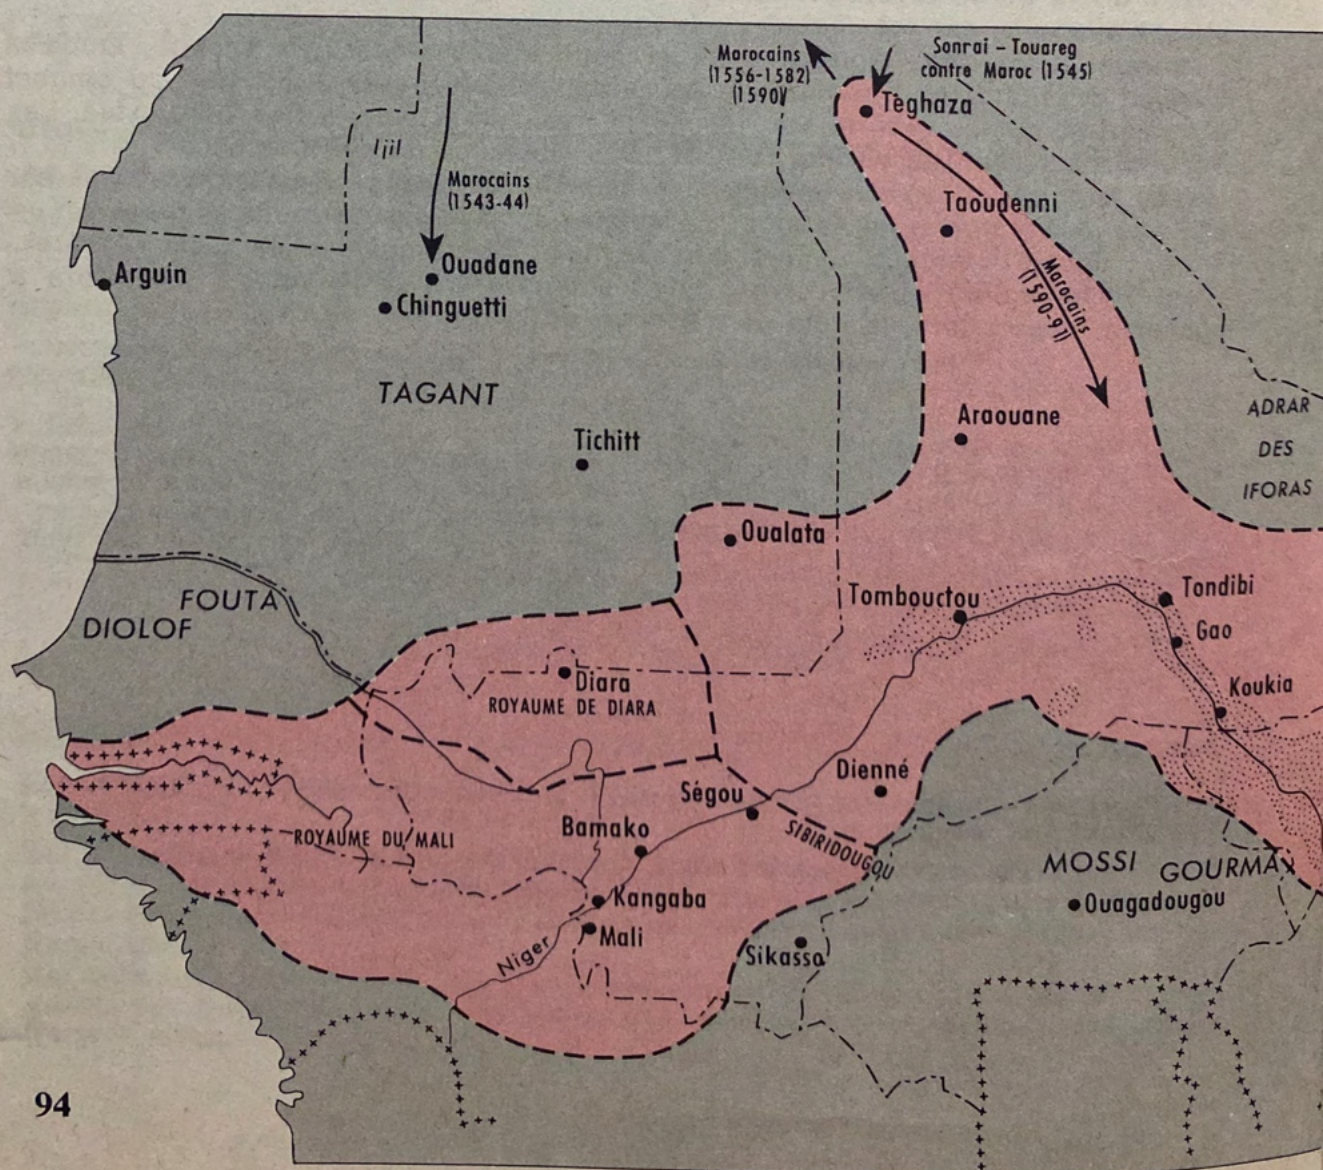 Marocains
(1556-1582)
(1590)
Sonrai – Touareg
contre Maroc (1545)
Teghaza
Ijil
Marocains
(1543-44)
Taoudenni
Arguin
Ouadane
Chinguetti
Marocains
(1590-91)
TAGANT
Araouane
ADRAR
DES
IFORAS
Tichitt
Oualata
FOUTA
DIOLOF
Tombouctou
Tondibi
Gao
Koukia
Diara
ROYAUME DE DIARA
Dienné
Ségou
Bamako
ROYAUME DU MALI
SIBIRIDOUGOU
MOSSI
GOURMA
Ouagadougou
Kangaba
Mali
Niger
Sikasso
94